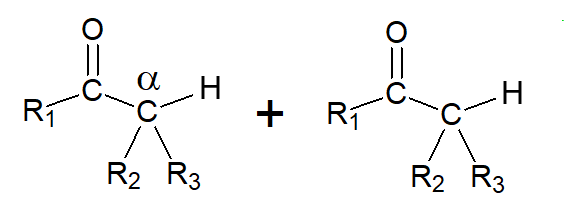 O O
α
H H
R1 C C + R1 C C
R2 R3 R2 R3